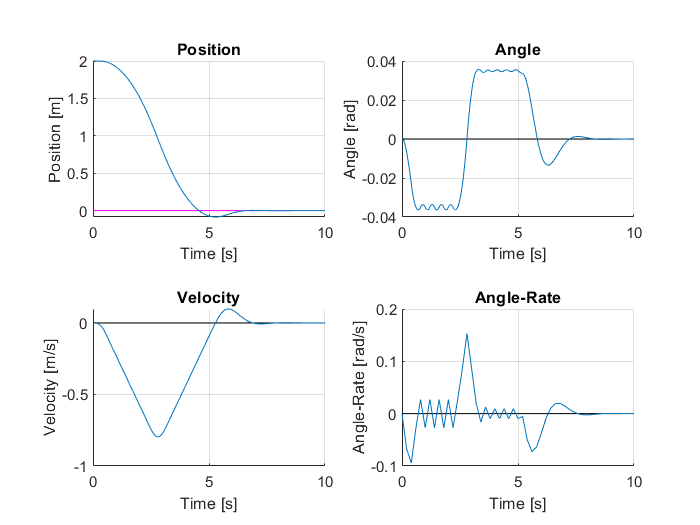 Position
2
1.5
1
0.5
0
Position [m]
0 5 10
Time [s]
Angle
0.04
0.02
0
-0.02
-0.04
Angle [rad]
0 5 10
Time [s]
Velocity
0
-0.5
-1
Velocity [m/s]
0 5 10
Time [s]
Angle-Rate
0.2
0.1
0
-0.1
Angle-Rate [rad/s]
0 5 10
Time [s]